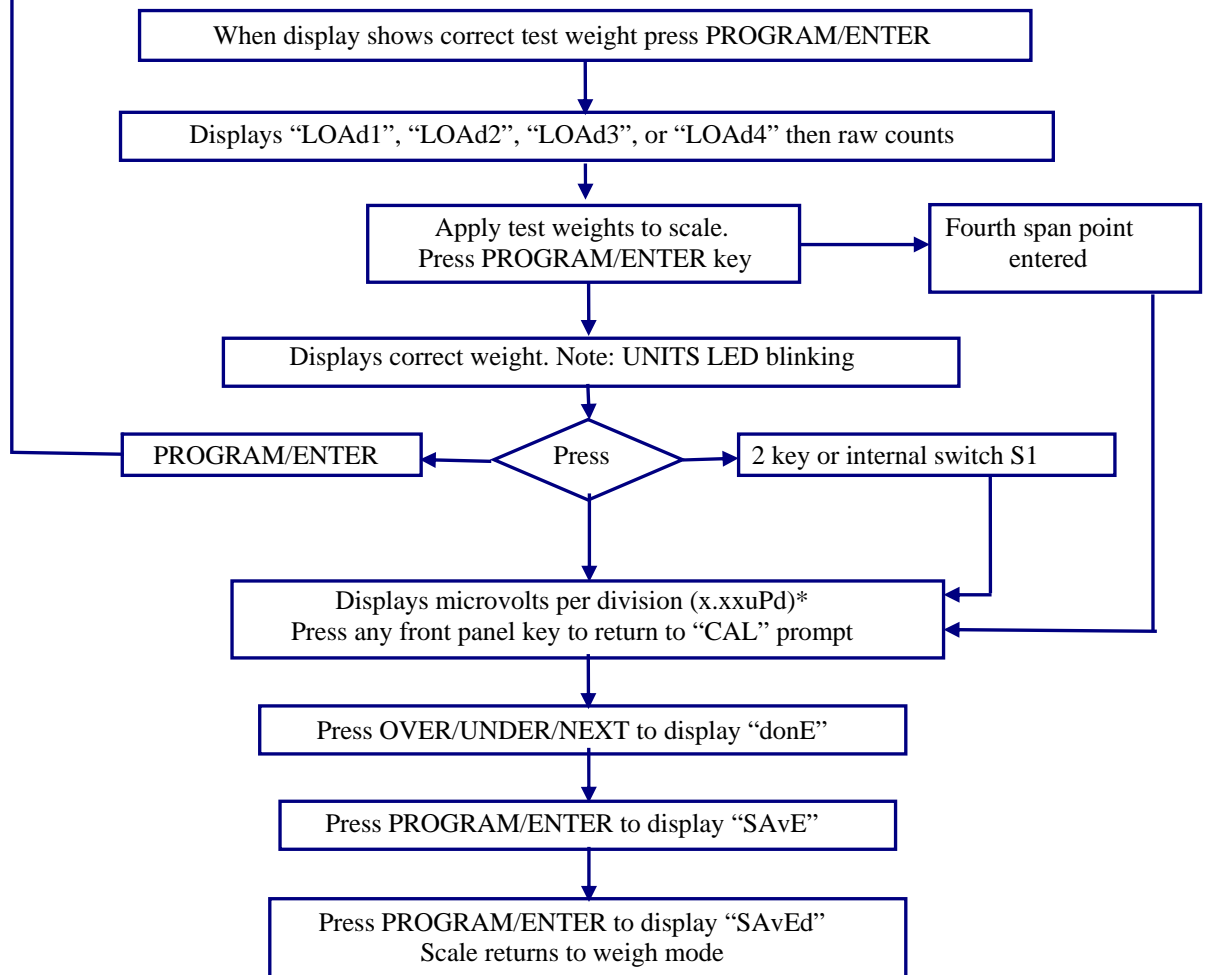 When display shows correct test weight press PROGRAM/ENTER
Displays “LOAd1”, “LOAd2”, “LOAd3”, or “LOAd4” then raw counts
Apply test weights to scale.
Press PROGRAM/ENTER key
Fourth span point
entered
Displays correct weight. Note: UNITS LED blinking
PROGRAM/ENTER
Press
2 key or internal switch S1
Displays microvolts per division (x.xxuPd)*
Press any front panel key to return to “CAL” prompt
Press OVER/UNDER/NEXT to display “donE”
Press PROGRAM/ENTER to display “SAvE”
Press PROGRAM/ENTER to display “SAvEd”
Scale returns to weigh mode